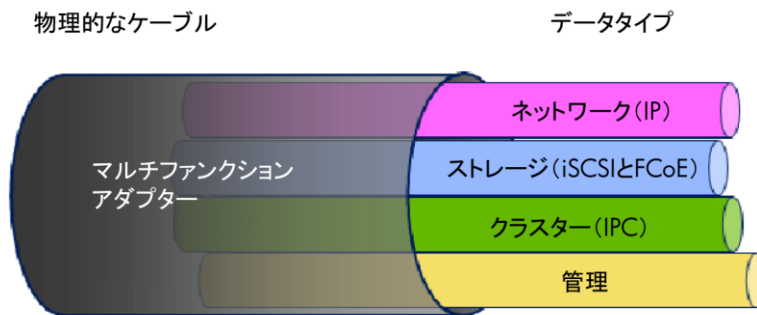 物理的なケーブル
データタイプ
マルチファンクション
アダプター
ネットワーク(IP)
ストレージ(iSCSIとFCoE)
クラスター(IPC)
管理